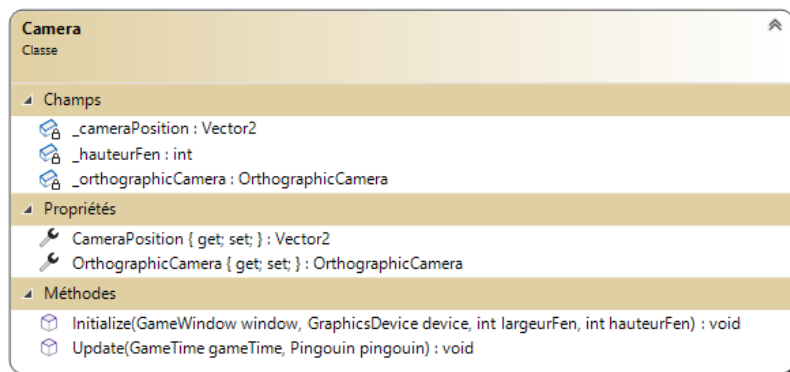 Camera
Classe
Champs
_cameraPosition : Vector2
_hauteurFen : int
_orthographicCamera : OrthographicCamera
Propriétés
CameraPosition { get; set; } : Vector2
OrthographicCamera { get; set; } : OrthographicCamera
Méthodes
Initialize(GameWindow window, GraphicsDevice device, int largeurFen, int hauteurFen) : void
Update(GameTime gameTime, Pingouin pingouin) : void